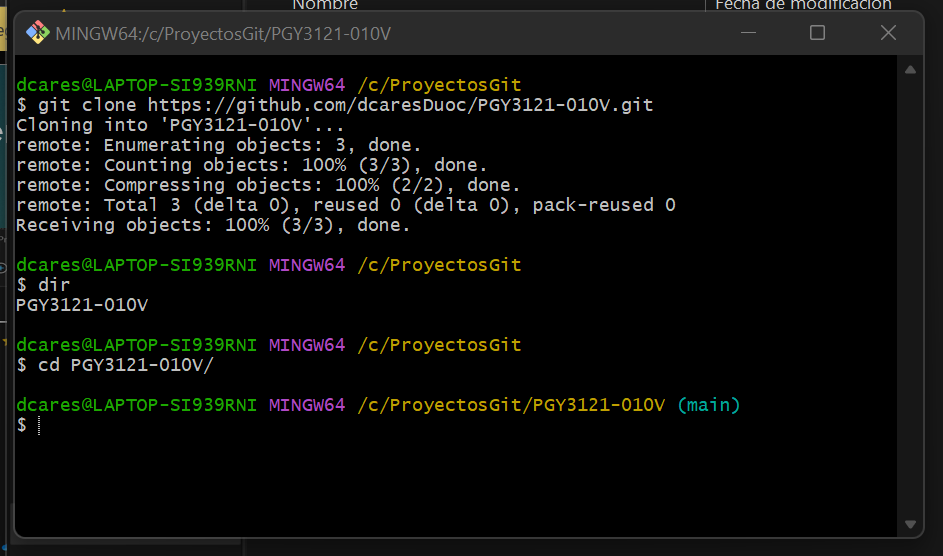 Nombre
Fecha de modificación
MINGW64:/c/ProyectosGit/PGY3121-010V
dcares@LAPTOP-SI939RNI MINGW64 /c/ProyectosGit
$ git clone https://github.com/dcaresDuoc/PGY3121-010V.git
Cloning into 'PGY3121-010V'...
remote: Enumerating objects: 3, done.
remote: Counting objects: 100% (3/3), done.
remote: Compressing objects: 100% (2/2), done.
remote: Total 3 (delta 0), reused 0 (delta 0), pack-reused 0
Receiving objects: 100% (3/3), done.
dcares@LAPTOP-SI939RNI MINGW64 /c/ProyectosGit
$ dir
PGY3121-010V
dcares@LAPTOP-SI939RNI MINGW64 /c/ProyectosGit
$ cd PGY3121-010V/
dcares@LAPTOP-SI939RNI MINGW64 /c/ProyectosGit/PGY3121-010V (main)
$